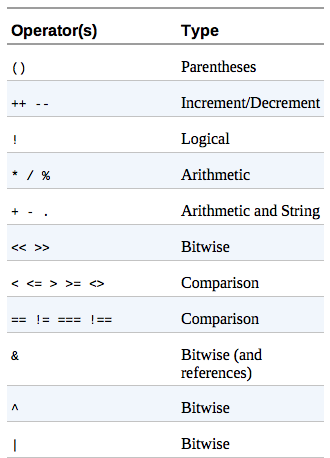 Operator(s) Type
() Parentheses
++ -- Increment/Decrement
! Logical
* / % Arithmetic
+ - . Arithmetic and String
<< >> Bitwise
< <= > >= <> Comparison
== != === !== Comparison
& Bitwise (and
references)
^ Bitwise
| Bitwise